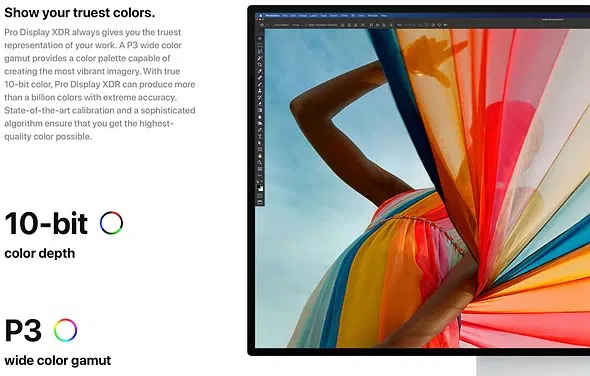 Show your truest colors.
Pro Display XDR always gives you the truest
representation of your work. A P3 wide color
gamut provides a color palette capable of
creating the most vibrant imagery. With true
10-bit color, Pro Display XDR can produce more
than a billion colors with extreme accuracy.
State-of-the-art calibration and a sophisticated
algorithm ensure that you get the highest-
quality color possible.
10-bit
color depth
P3
wide color gamut